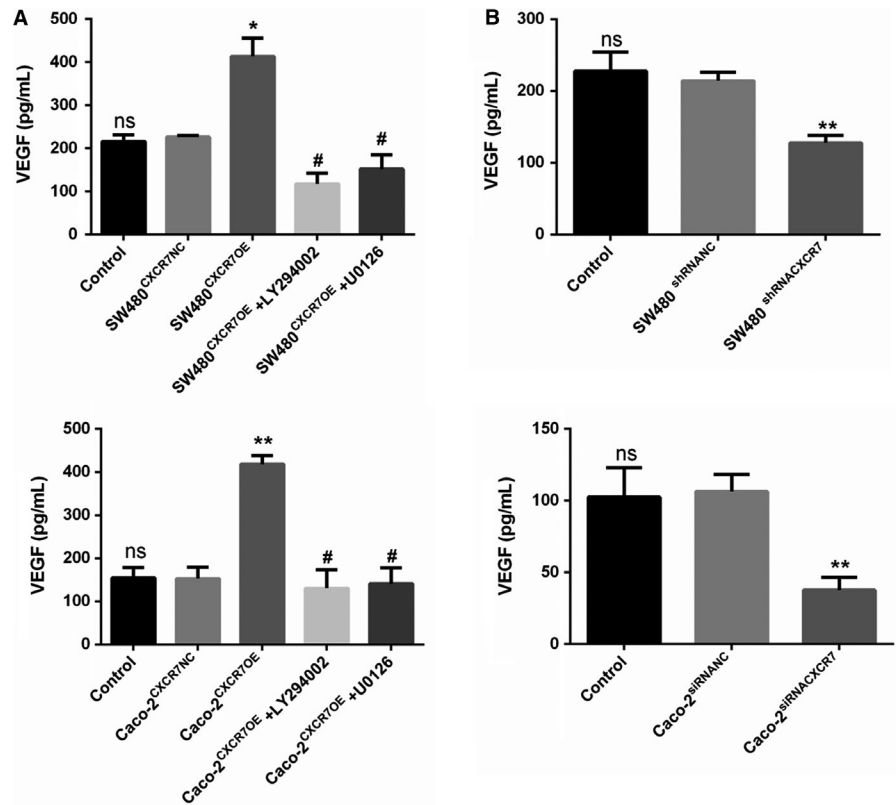 A
VEGF (pg/mL)
500
400
300
200
100
0
ns
*
#
#
Control
SW480CXCR7NC
SW480CXCR7OE
SW480CXCR7OE +LY294002
SW480CXCR7OE +U0126
B
VEGF (pg/mL)
300
200
100
0
ns
**
Control
SW480 shRNANC
SW480 shRNACXCR7
VEGF (pg/mL)
500
400
300
200
100
0
ns
**
#
#
Control
Caco-2CXCR7NC
Caco-2CXCR7OE
Caco-2CXCR7OE +LY294002
Caco-2CXCR7OE +U0126
VEGF (pg/mL)
150
100
50
0
ns
**
Control
Caco-2siRNANC
Caco-2siRNACXCR7